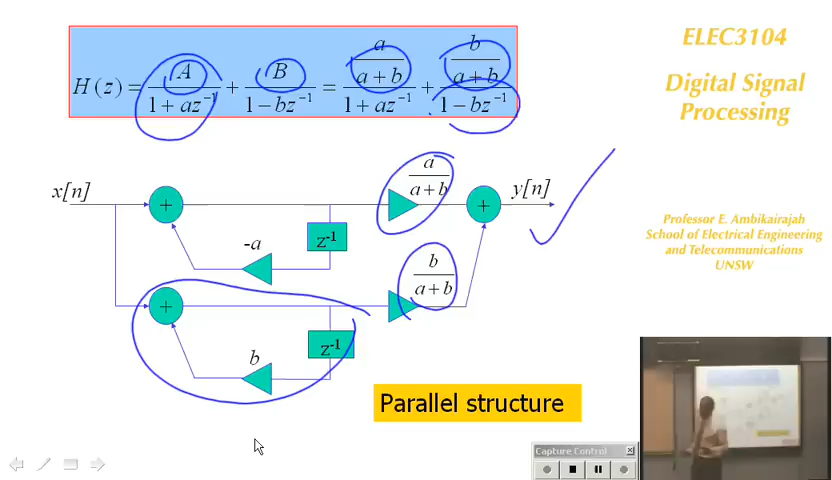 H(z) = A/(1 + az⁻¹) + B/(1 − bz⁻¹) = (a/(a + b))/(1 + az⁻¹) + (b/(a + b))/(1 − bz⁻¹)
ELEC3104
Digital Signal
Processing
x[n]
+
a/(a + b)
+
y[n]
-a
z⁻¹
+
b/(a + b)
b
z⁻¹
Parallel structure
Professor E. Ambikairajah
School of Electrical Engineering
and Telecommunications
UNSW
Capture Control